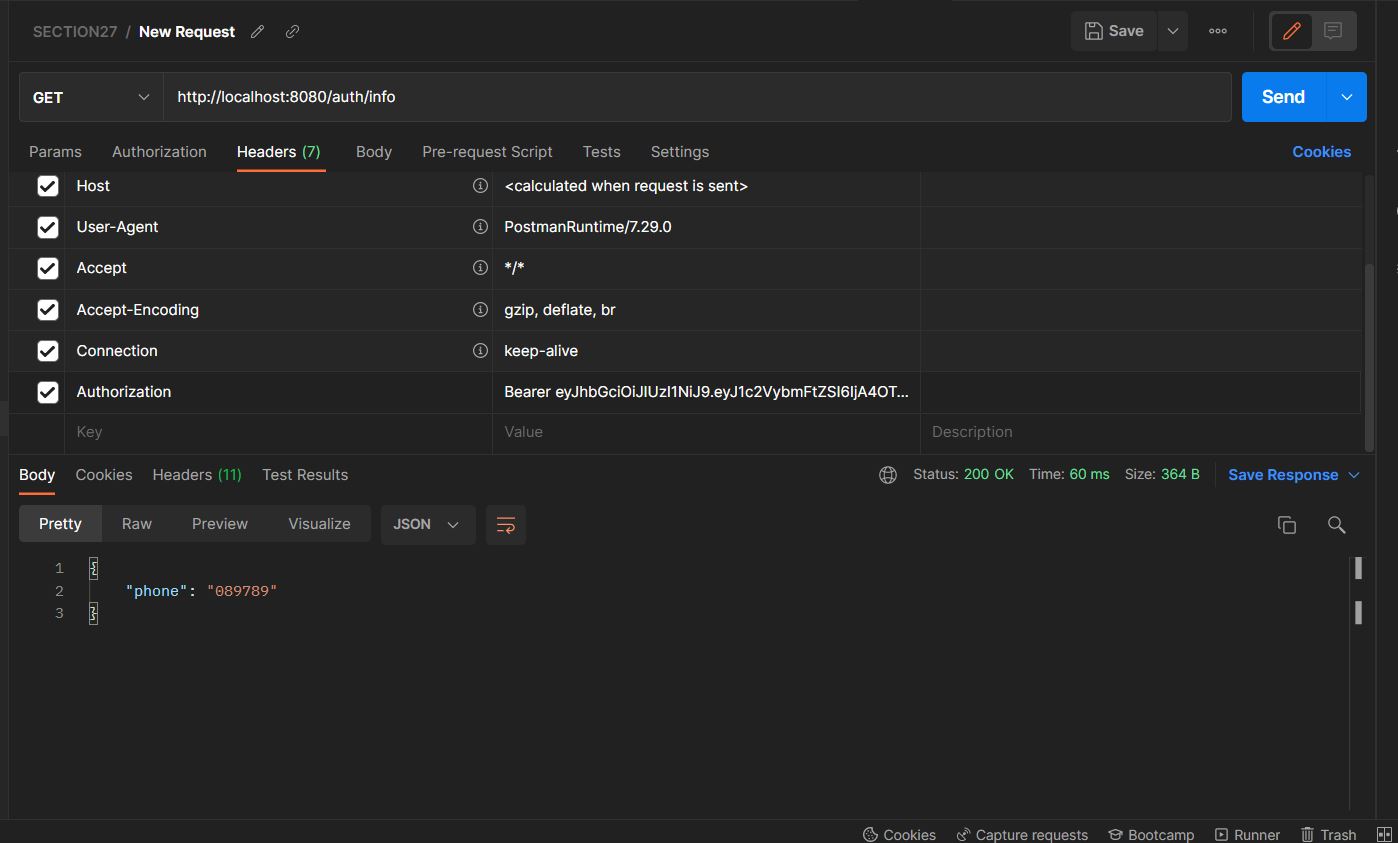 SECTION27 / New Request
Save
GET
http://localhost:8080/auth/info
Send
Params Authorization Headers (7) Body Pre-request Script Tests Settings Cookies
Host <calculated when request is sent>
User-Agent PostmanRuntime/7.29.0
Accept */*
Accept-Encoding gzip, deflate, br
Connection keep-alive
Authorization Bearer eyJhbGciOiJIUzI1NiJ9.eyJ1c2VybmFtZSI6IjA4OT...
Key Value Description
Body Cookies Headers (11) Test Results Status: 200 OK Time: 60 ms Size: 364 B Save Response
Pretty Raw Preview Visualize JSON
1 {
2 "phone": "089789"
3 }
Cookies Capture requests Bootcamp Runner Trash